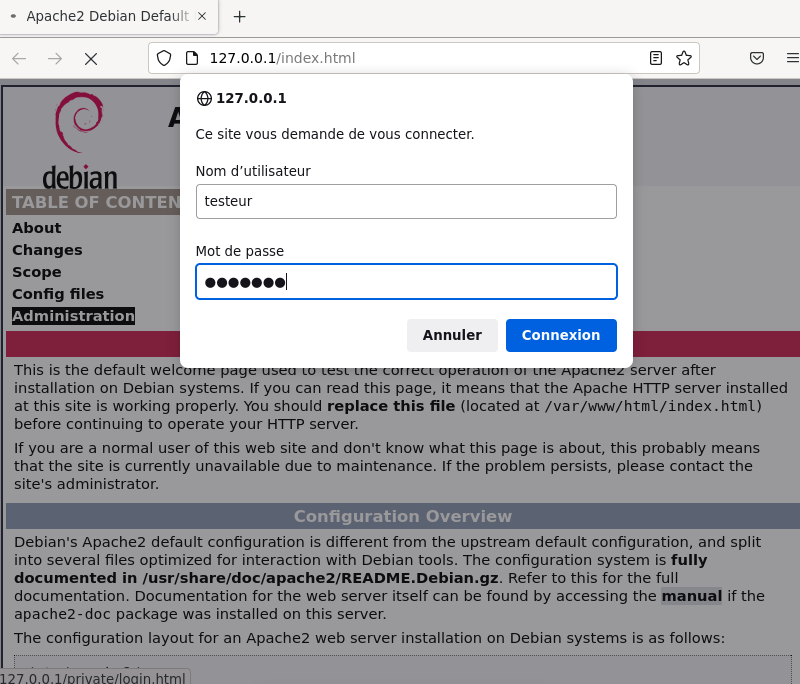 Apache2 Debian Default
127.0.0.1/index.html
127.0.0.1
Ce site vous demande de vous connecter.
Nom d’utilisateur
testeur
Mot de passe
●●●●●●●
Annuler
Connexion
debian
TABLE OF CONTEN
About
Changes
Scope
Config files
Administration
This is the default welcome page used to test the correct operation of the Apache2 server after
installation on Debian systems. If you can read this page, it means that the Apache HTTP server installed
at this site is working properly. You should replace this file (located at /var/www/html/index.html)
before continuing to operate your HTTP server.
If you are a normal user of this web site and don't know what this page is about, this probably means
that the site is currently unavailable due to maintenance. If the problem persists, please contact the
site's administrator.
Configuration Overview
Debian's Apache2 default configuration is different from the upstream default configuration, and split
into several files optimized for interaction with Debian tools. The configuration system is fully
documented in /usr/share/doc/apache2/README.Debian.gz. Refer to this for the full
documentation. Documentation for the web server itself can be found by accessing the manual if the
apache2-doc package was installed on this server.
The configuration layout for an Apache2 web server installation on Debian systems is as follows:
127.0.0.1/private/login.html